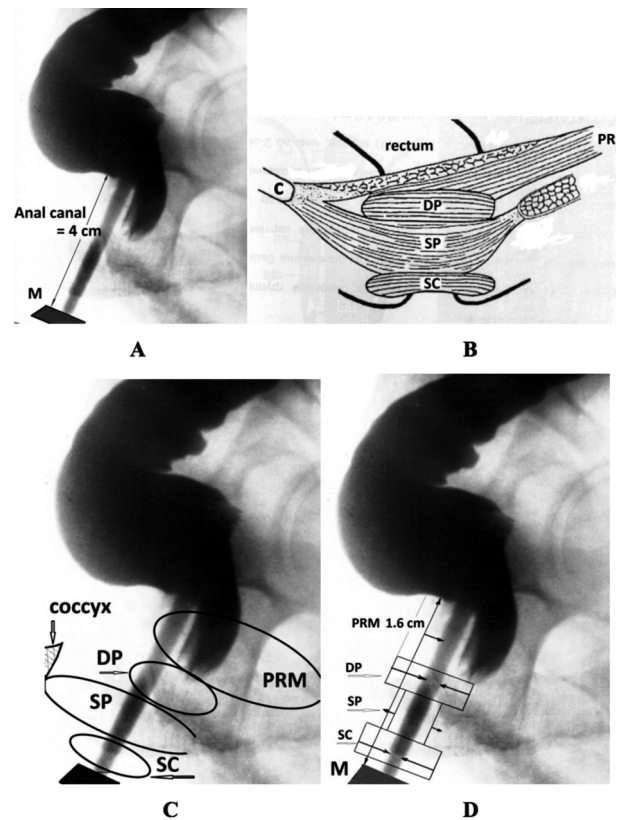 Anal canal
= 4 cm
M
A
rectum
PR
C
DP
SP
SC
B
coccyx
DP
SP
PRM
SC
C
PRM 1.6 cm
DP
SP
SC
M
D